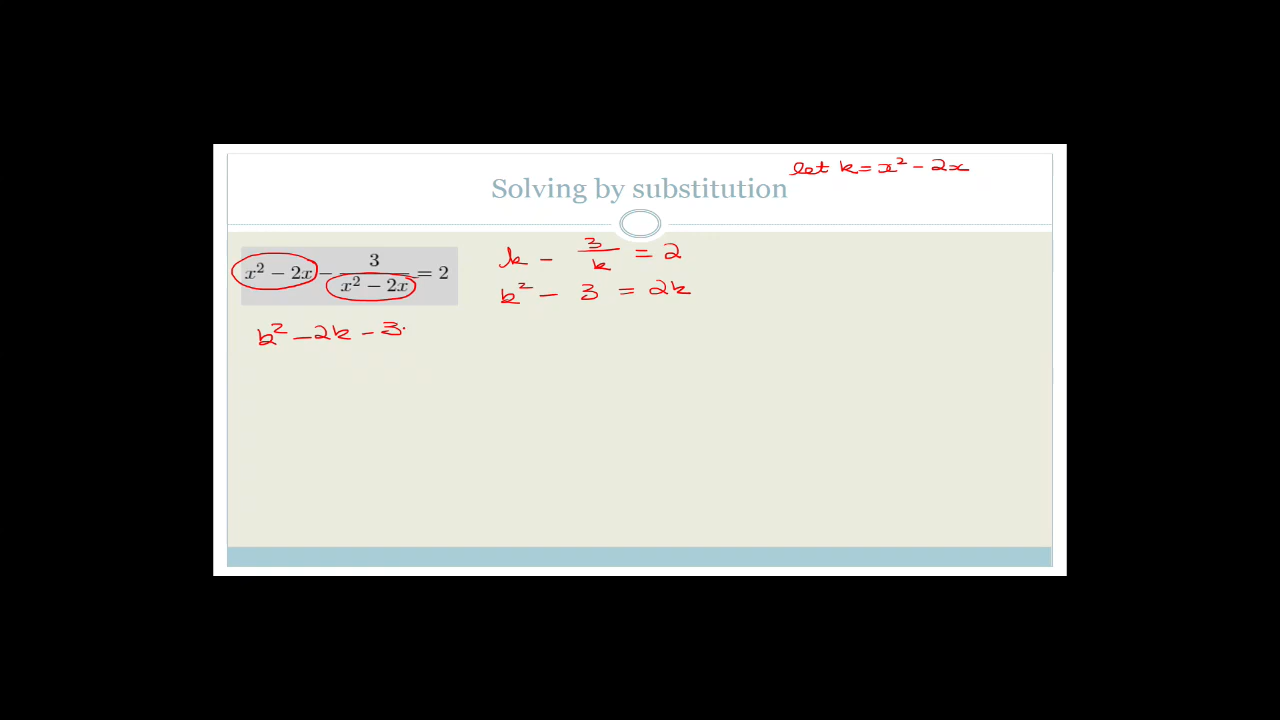 let k = x² - 2x
Solving by substitution
x² − 2x − 3/(x² − 2x) = 2
k - 3/k = 2
k² - 3 = 2k
k² - 2k - 3